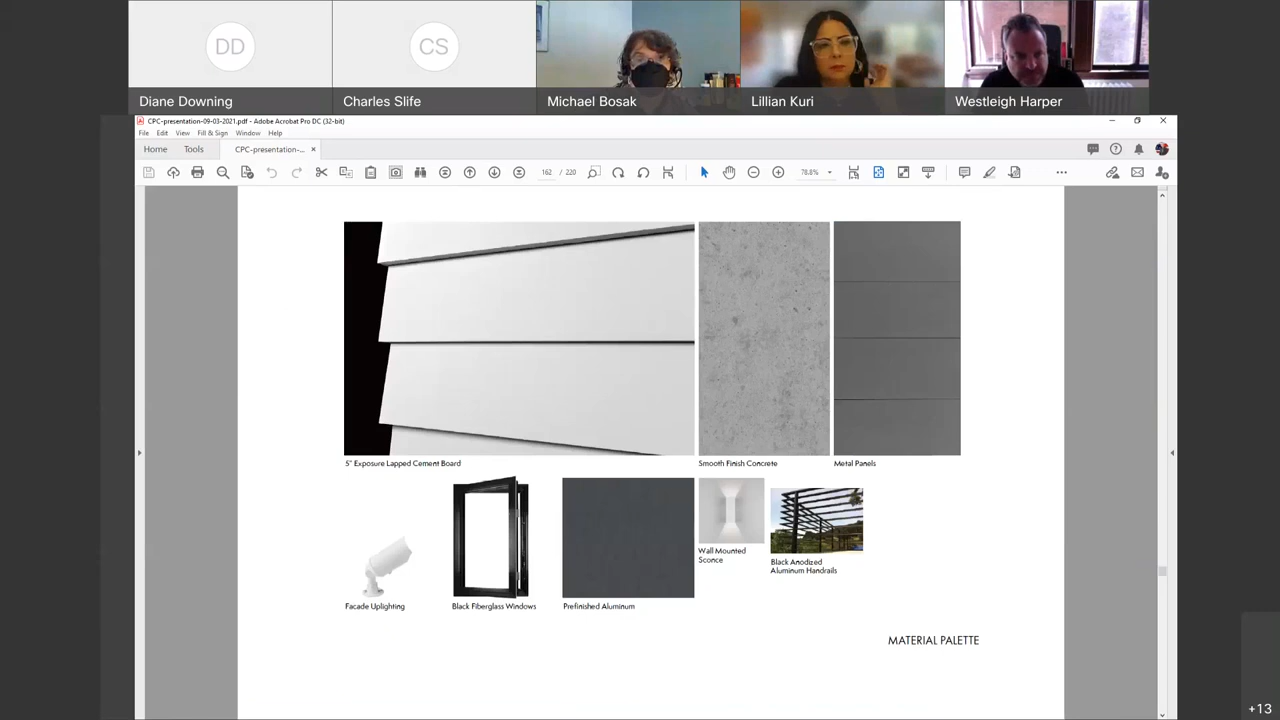 DD
CS
Diane Downing
Charles Slife
Michael Bosak
Lillian Kuri
Westleigh Harper
CPC-presentation-09-03-2021.pdf - Adobe Acrobat Pro DC (32-bit)
File Edit View Fill & Sign Window Help
Home Tools CPC-presentation-... ×
162 / 220 78.8%
5" Exposure Lapped Cement Board
Smooth Finish Concrete
Metal Panels
Wall Mounted
Sconce
Black Anodized
Aluminum Handrails
Facade Uplighting
Black Fiberglass Windows
Prefinished Aluminum
MATERIAL PALETTE
+13